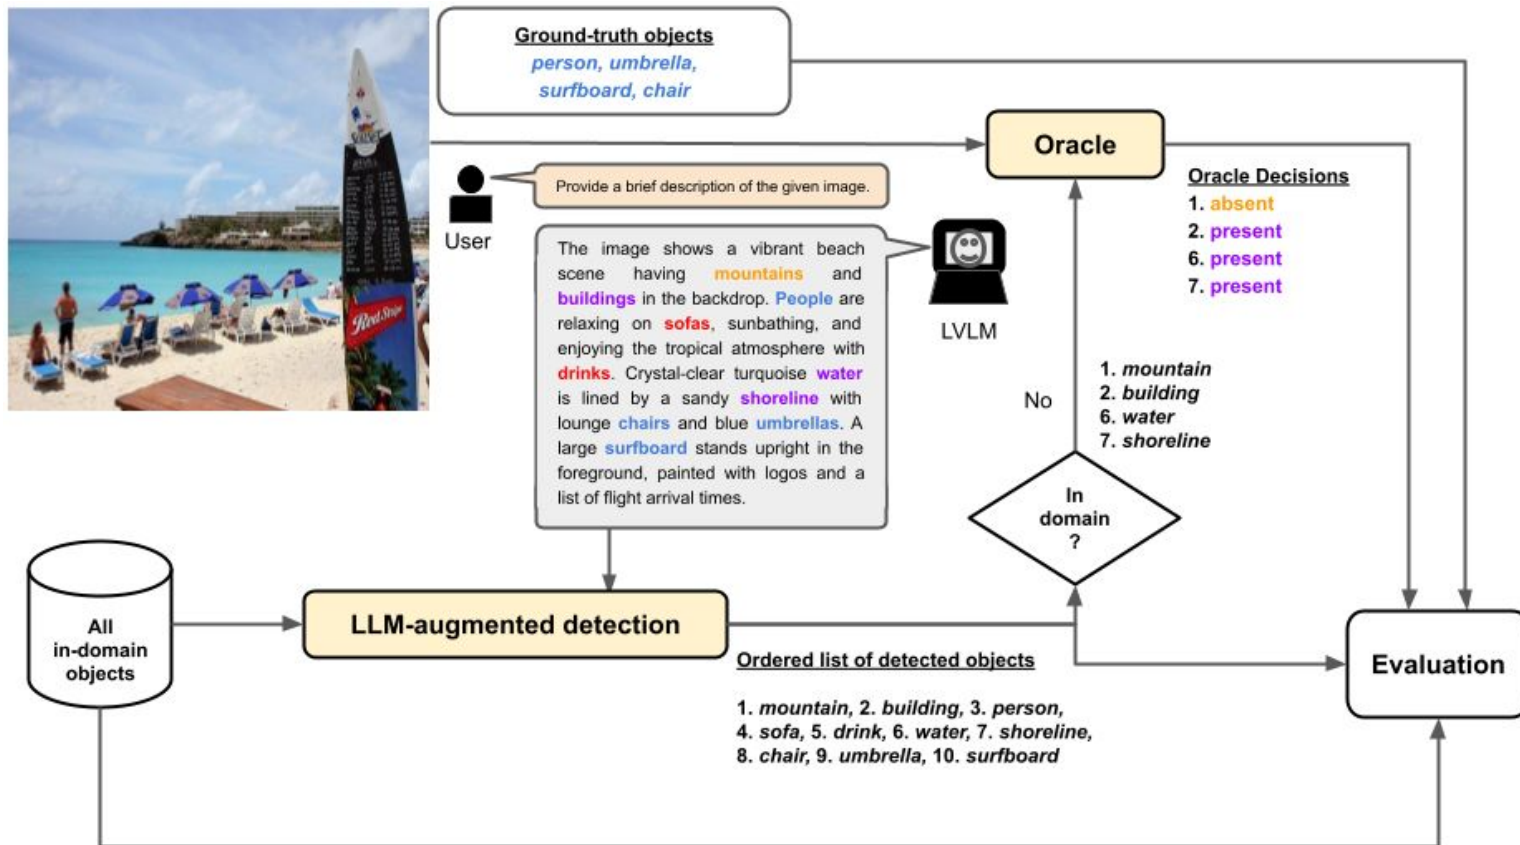 Ground-truth objects
person, umbrella,
surfboard, chair
Oracle
Oracle Decisions
1. absent
2. present
6. present
7. present
User
Provide a brief description of the given image.
LVLM
The image shows a vibrant beach
scene having mountains and
buildings in the backdrop. People are
relaxing on sofas, sunbathing, and
enjoying the tropical atmosphere with
drinks. Crystal-clear turquoise water
is lined by a sandy shoreline with
lounge chairs and blue umbrellas. A
large surfboard stands upright in the
foreground, painted with logos and a
list of flight arrival times.
No
1. mountain
2. building
6. water
7. shoreline
In
domain
?
All
in-domain
objects
LLM-augmented detection
Ordered list of detected objects
1. mountain, 2. building, 3. person,
4. sofa, 5. drink, 6. water, 7. shoreline,
8. chair, 9. umbrella, 10. surfboard
Evaluation
Red Stripe